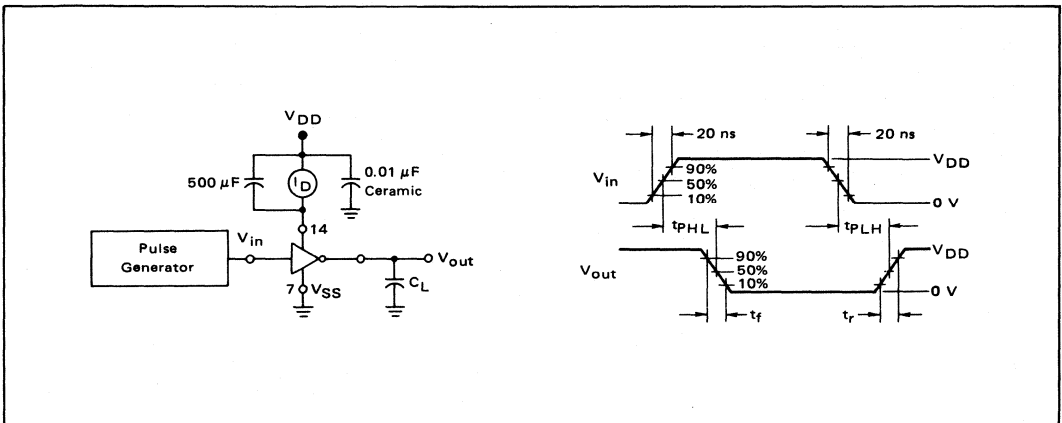 V_DD
500 μF
I_D
0.01 μF
Ceramic
14
Pulse
Generator
V_in
V_out
7
V_SS
C_L
20 ns
20 ns
V_in
90%
50%
10%
V_DD
0 V
t_PHL
t_PLH
V_out
90%
50%
10%
V_DD
0 V
t_f
t_r